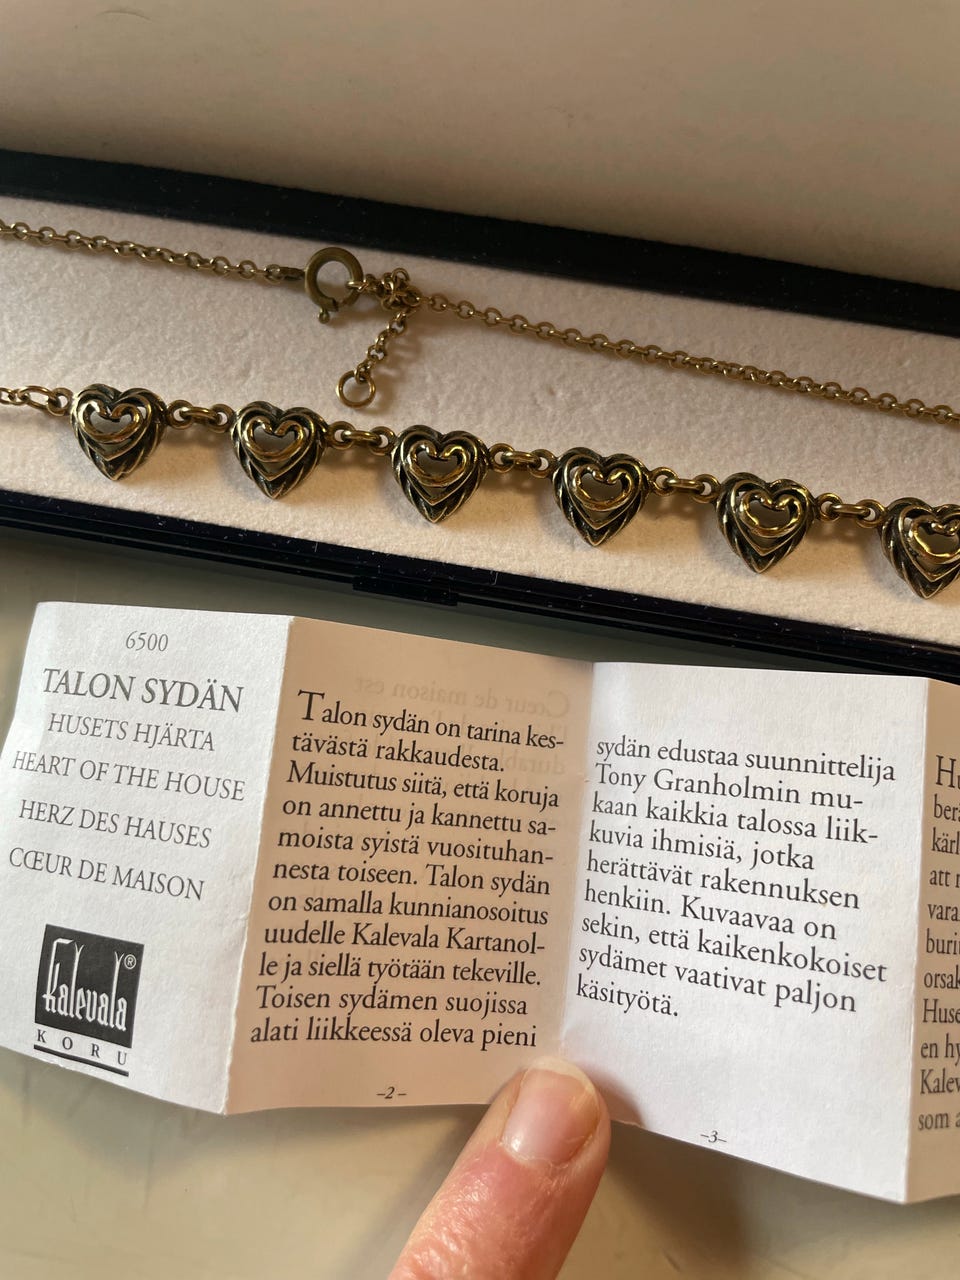 6500
TALON SYDÄN
HUSETS HJÄRTA
HEART OF THE HOUSE
HERZ DES HAUSES
CŒUR DE MAISON
Kalevala®
KORU
Talon sydän on tarina kes-
tävästä rakkaudesta.
Muistutus siitä, että koruja
on annettu ja kannettu sa-
moista syistä vuosituhan-
nesta toiseen. Talon sydän
on samalla kunnianosoitus
uudelle Kalevala Kartanol-
le ja siellä työtään tekeville.
Toisen sydämen suojissa
alati liikkeessä oleva pieni
–2–
sydän edustaa suunnittelija
Tony Granholmin mu-
kaan kaikkia talossa liik-
kuvia ihmisiä, jotka
herättävät rakennuksen
henkiin. Kuvaavaa on
sekin, että kaikenkokoiset
sydämet vaativat paljon
käsityötä.
–3–
att
en hy
som